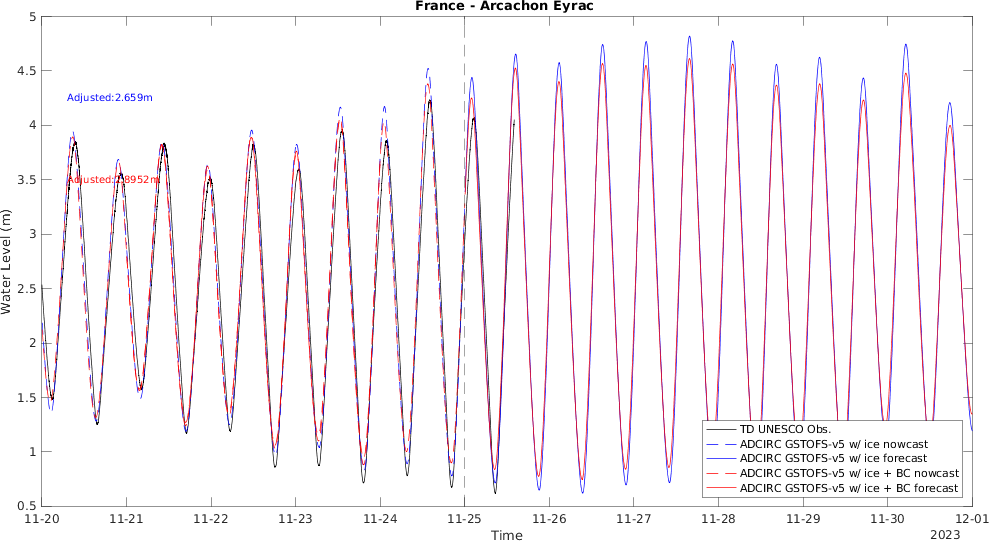 France - Arcachon Eyrac
Water Level (m)
5
4.5
4
3.5
3
2.5
2
1.5
1
0.5
Adjusted:2.659m
11-20
11-21
11-22
11-23
11-24
11-25
11-26
11-27
11-28
11-29
11-30
12-01
Time
2023
TD UNESCO Obs.
ADCIRC GSTOFS-v5 w/ ice nowcast
ADCIRC GSTOFS-v5 w/ ice forecast
ADCIRC GSTOFS-v5 w/ ice + BC nowcast
ADCIRC GSTOFS-v5 w/ ice + BC forecast